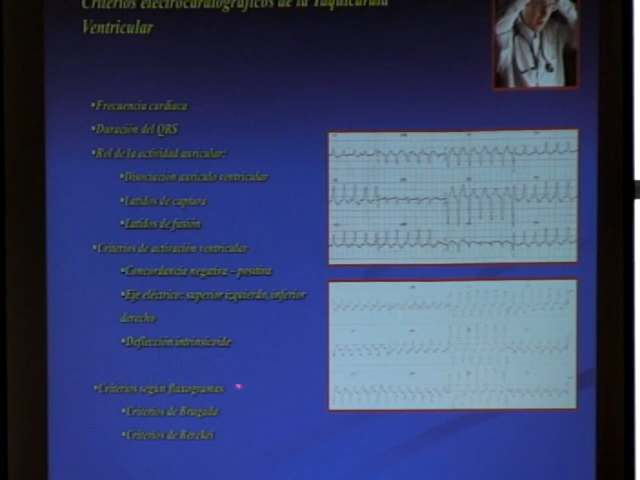 Criterios electrocardiográficos de la Taquicardia
Ventricular
•Frecuencia cardiaca
•Duración del QRS
•Rol de la actividad auricular:
•Disociación aurículo ventricular
•Latidos de captura
•Latidos de fusión
•Criterios de activación ventricular
•Concordancia negativa – positiva
•Eje eléctrico: superior izquierdo, inferior
derecho
•Deflección intrinsicoide
•Criterios según flujogramas
•Criterios de Brugada
•Criterios de Berekei